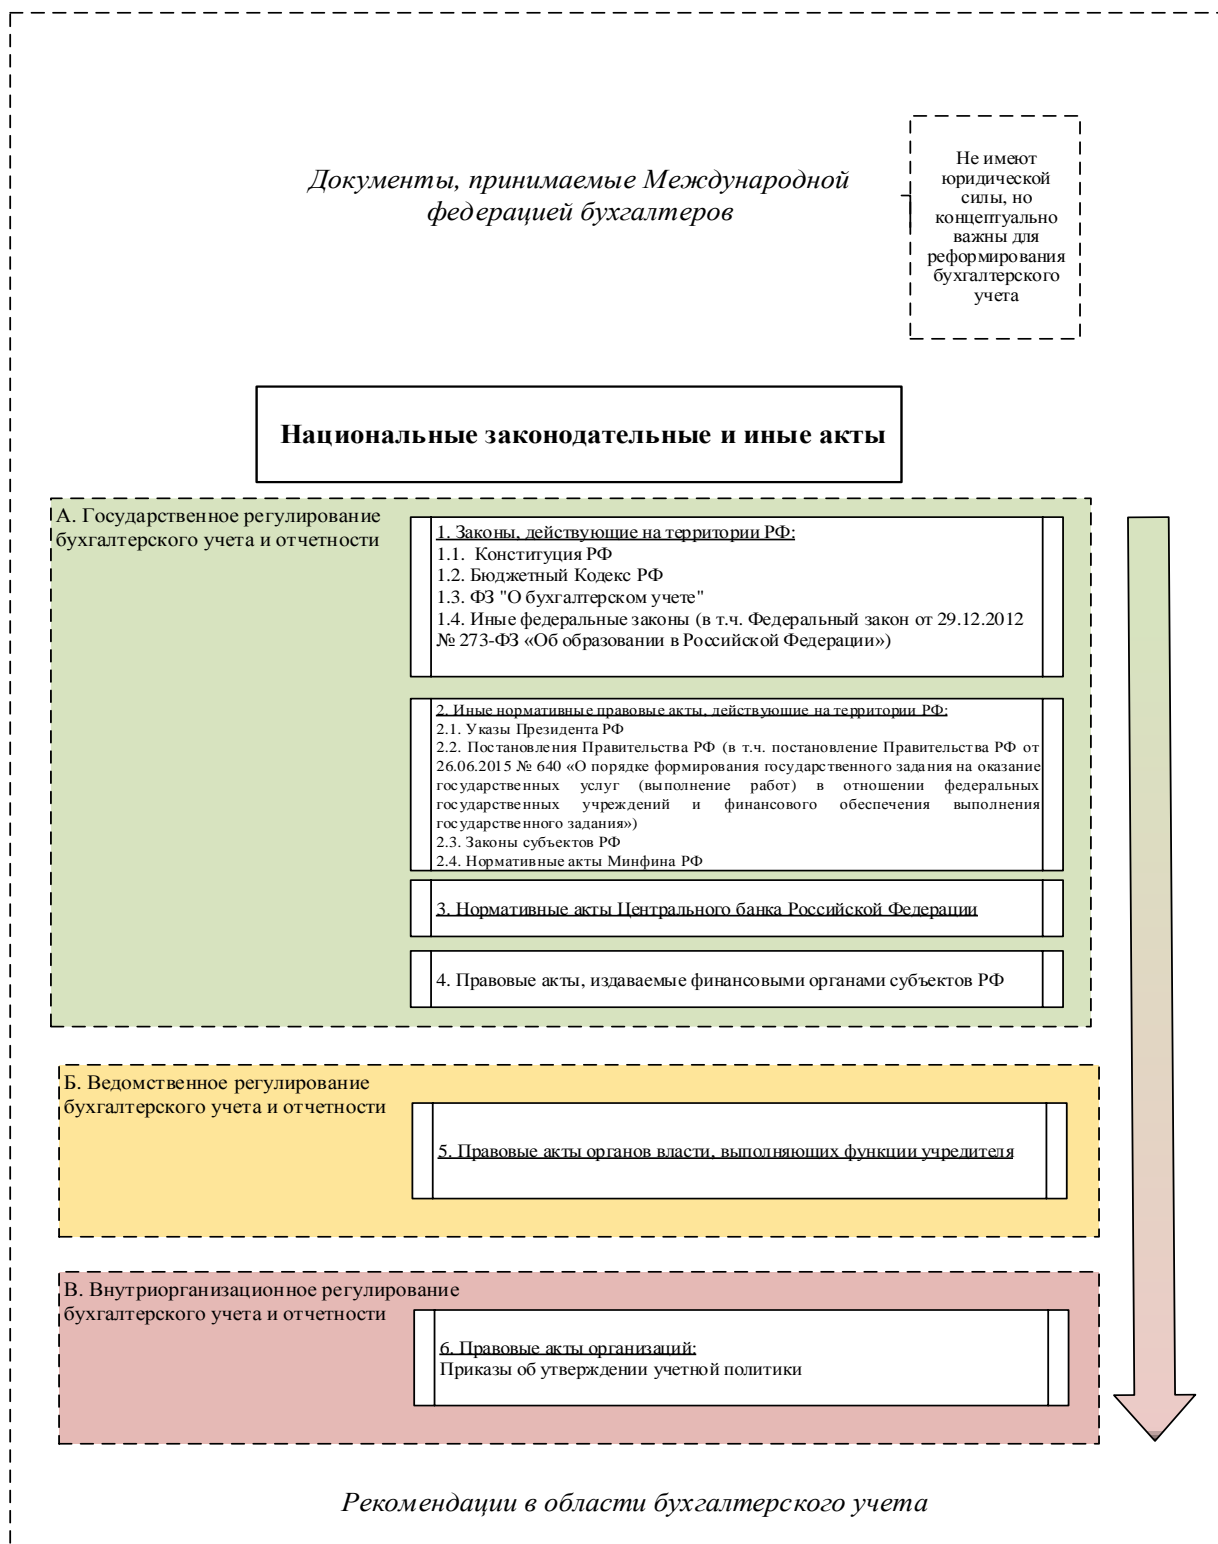 Документы, принимаемые Международной
федерацией бухгалтеров
Не имеют
юридической
силы, но
концептуально
важны для
реформирования
бухгалтерского
учета
Национальные законодательные и иные акты
А. Государственное регулирование
бухгалтерского учета и отчетности
1. Законы, действующие на территории РФ:
1.1. Конституция РФ
1.2. Бюджетный Кодекс РФ
1.3. ФЗ "О бухгалтерском учете"
1.4. Иные федеральные законы (в т.ч. Федеральный закон от 29.12.2012
№ 273-ФЗ «Об образовании в Российской Федерации»)
2. Иные нормативные правовые акты, действующие на территории РФ:
2.1. Указы Президента РФ
2.2. Постановления Правительства РФ (в т.ч. постановление Правительства РФ от
26.06.2015 № 640 «О порядке формирования государственного задания на оказание
государственных услуг (выполнение работ) в отношении федеральных
государственных учреждений и финансового обеспечения выполнения
государственного задания»)
2.3. Законы субъектов РФ
2.4. Нормативные акты Минфина РФ
3. Нормативные акты Центрального банка Российской Федерации
4. Правовые акты, издаваемые финансовыми органами субъектов РФ
Б. Ведомственное регулирование
бухгалтерского учета и отчетности
5. Правовые акты органов власти, выполняющих функции учредителя
В. Внутриорганизационное регулирование
бухгалтерского учета и отчетности
6. Правовые акты организаций:
Приказы об утверждении учетной политики
Рекомендации в области бухгалтерского учета